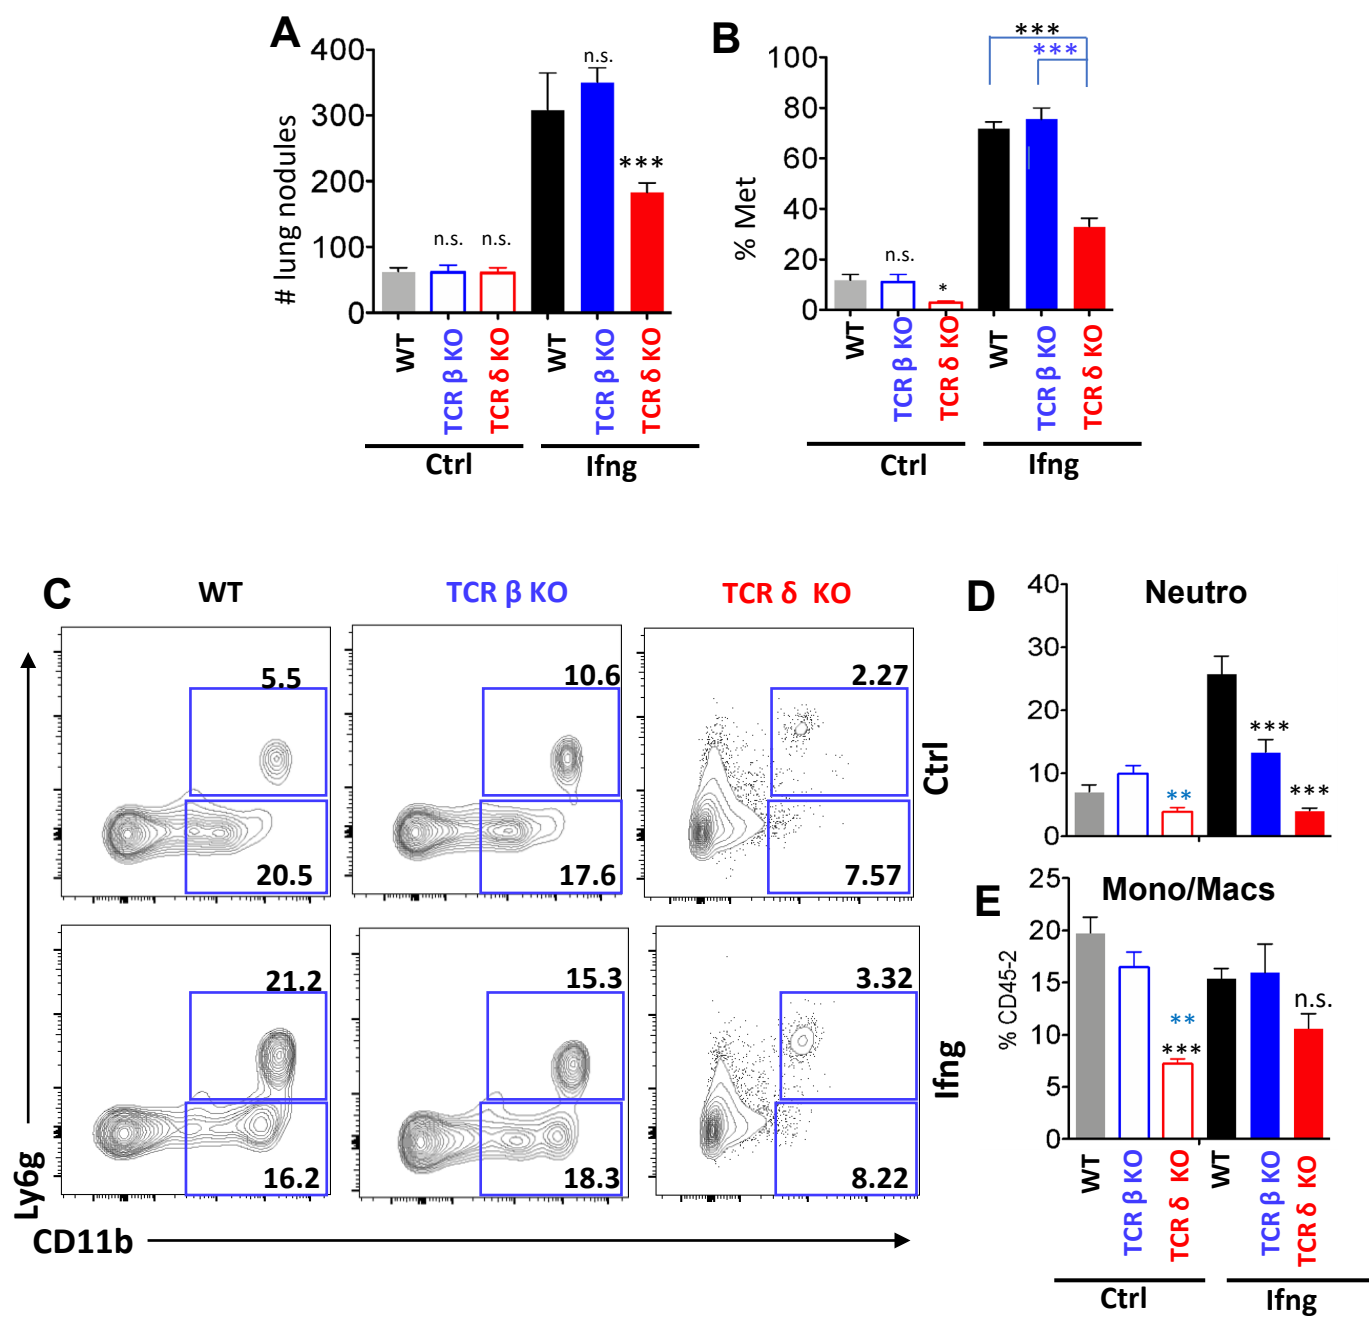 A
# lung nodules
400
300
200
100
0
n.s.
n.s.
n.s.
***
WT
TCR β KO
TCR δ KO
WT
TCR β KO
TCR δ KO
Ctrl
Ifng
B
% Met
100
80
60
40
20
0
n.s.
*
***
***
WT
TCR β KO
TCR δ KO
WT
TCR β KO
TCR δ KO
Ctrl
Ifng
C
WT
TCR β KO
TCR δ KO
5.5
20.5
10.6
17.6
2.27
7.57
Ctrl
21.2
16.2
15.3
18.3
3.32
8.22
Ifng
Ly6g
CD11b
D
Neutro
40
30
20
10
0
**
***
***
E
Mono/Macs
% CD45-2
25
20
15
10
5
0
**
***
n.s.
WT
TCR β KO
TCR δ KO
WT
TCR β KO
TCR δ KO
Ctrl
Ifng